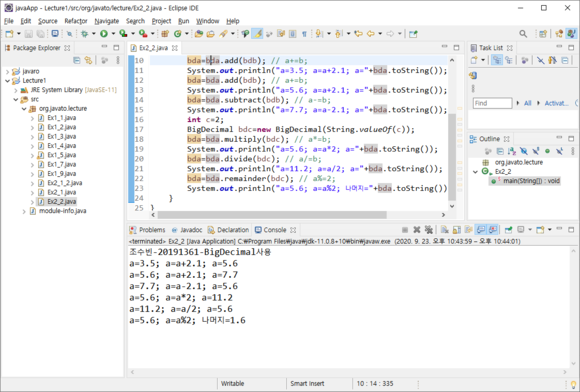 javaApp - Lecture1/src/org/javato/lecture/Ex2_2.java - Eclipse IDE
File Edit Source Refactor Navigate Search Project Run Window Help
Package Explorer
javaro
Lecture1
JRE System Library [JavaSE-11]
src
org.javato.lecture
Ex1_1.java
Ex1_2.java
Ex1_3.java
Ex1_4.java
Ex1_5.java
Ex1_7.java
Ex1_9.java
Ex2_1_2.java
Ex2_1.java
Ex2_2.java
module-info.java
Ex2_2.java
10 bda=bda.add(bdb); // a+=b;
11 System.out.println("a=3.5; a=a+2.1; a="+bda.toString());
12 bda=bda.add(bdb); // a+=b;
13 System.out.println("a=5.6; a=a+2.1; a="+bda.toString());
14 bda=bda.subtract(bdb); // a-=b;
15 System.out.println("a=7.7; a=a-2.1; a="+bda.toString());
16 int c=2;
17 BigDecimal bdc=new BigDecimal(String.valueOf(c));
18 bda=bda.multiply(bdc); // a*=b;
19 System.out.println("a=5.6; a=a*2; a="+bda.toString());
20 bda=bda.divide(bdc); // a/=b;
21 System.out.println("a=11.2; a=a/2; a="+bda.toString());
22 bda=bda.remainder(bdc); // a%=2;
23 System.out.println("a=5.6; a=a%2; 나머지="+bda.toString())
24 }
25 }
Task List
Find
All
Activat...
Outline
org.javato.lecture
Ex2_2
main(String[]) : void
Problems Javadoc Declaration Console
<terminated> Ex2_2 [Java Application] C:₩Program Files₩java₩jdk-11.0.8+10₩bin₩javaw.exe (2020. 9. 23. 오후 10:43:59 – 오후 10:44:01)
조수빈-20191361-BigDecimal사용
a=3.5; a=a+2.1; a=5.6
a=5.6; a=a+2.1; a=7.7
a=7.7; a=a-2.1; a=5.6
a=5.6; a=a*2; a=11.2
a=11.2; a=a/2; a=5.6
a=5.6; a=a%2; 나머지=1.6
Writable Smart Insert 10 : 14 : 335